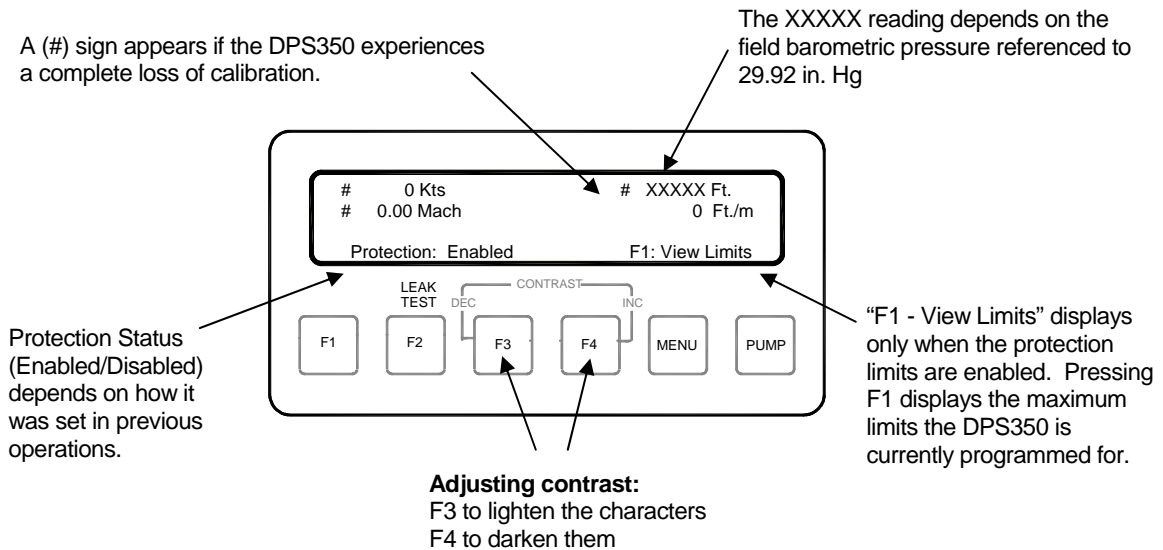 A (#) sign appears if the DPS350 experiences
a complete loss of calibration.
The XXXXX reading depends on the
field barometric pressure referenced to
29.92 in. Hg
# 0 Kts # XXXXX Ft.
# 0.00 Mach 0 Ft./m
Protection: Enabled F1: View Limits
LEAK
TEST
DEC CONTRAST INC
F1 F2 F3 F4 MENU PUMP
Protection Status
(Enabled/Disabled)
depends on how it
was set in previous
operations.
“F1 - View Limits” displays
only when the protection
limits are enabled. Pressing
F1 displays the maximum
limits the DPS350 is
currently programmed for.
Adjusting contrast:
F3 to lighten the characters
F4 to darken them